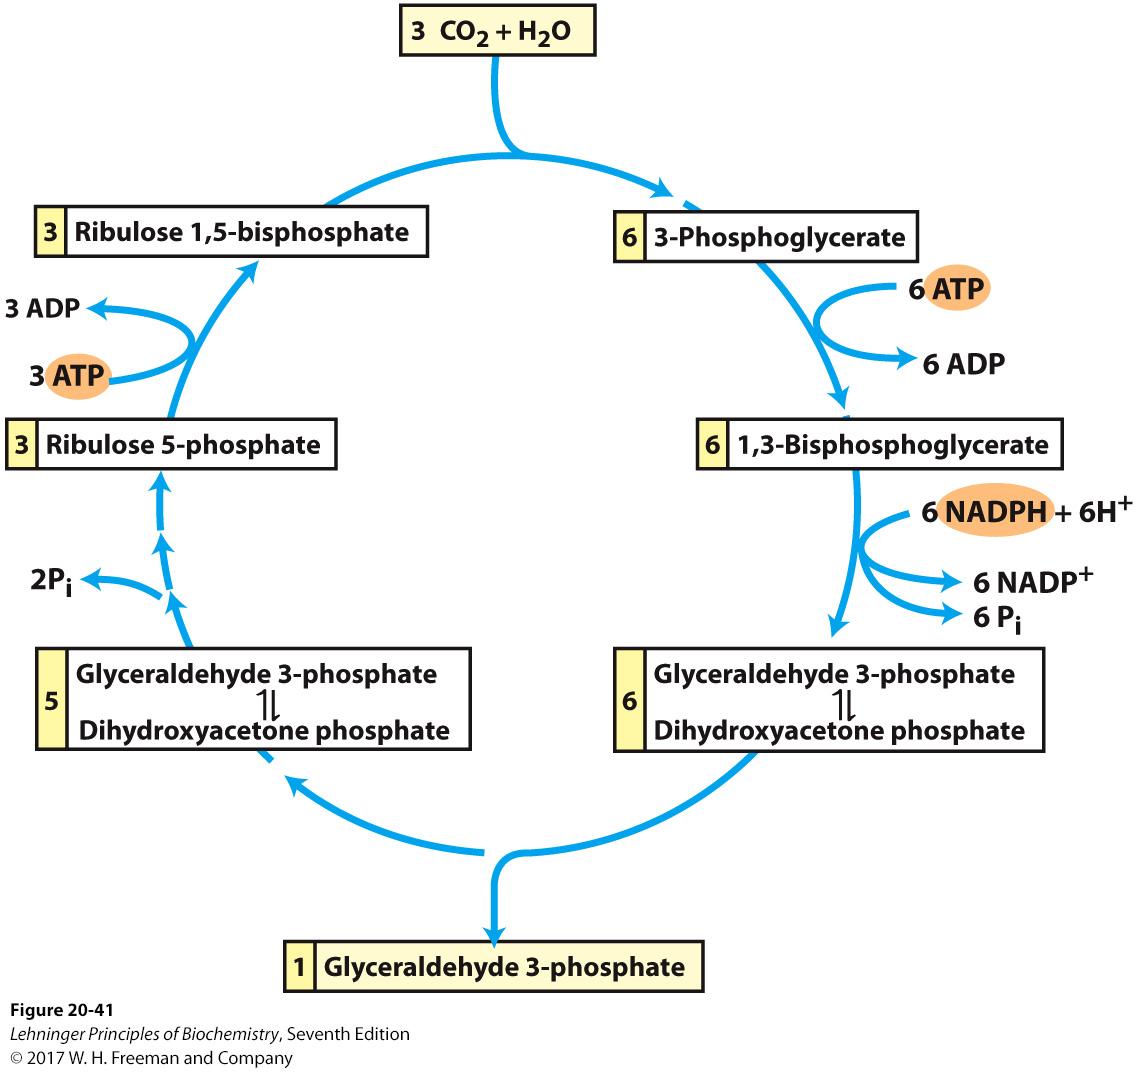 3 CO₂ + H₂O
3 Ribulose 1,5-bisphosphate
6 3-Phosphoglycerate
3 ADP
3 ATP
6 ATP
6 ADP
3 Ribulose 5-phosphate
6 1,3-Bisphosphoglycerate
6 NADPH + 6H⁺
6 NADP⁺
6 Pᵢ
2Pᵢ
5
Glyceraldehyde 3-phosphate
⥮
Dihydroxyacetone phosphate
6
Glyceraldehyde 3-phosphate
⥮
Dihydroxyacetone phosphate
1 Glyceraldehyde 3-phosphate
Figure 20-41
Lehninger Principles of Biochemistry, Seventh Edition
© 2017 W. H. Freeman and Company